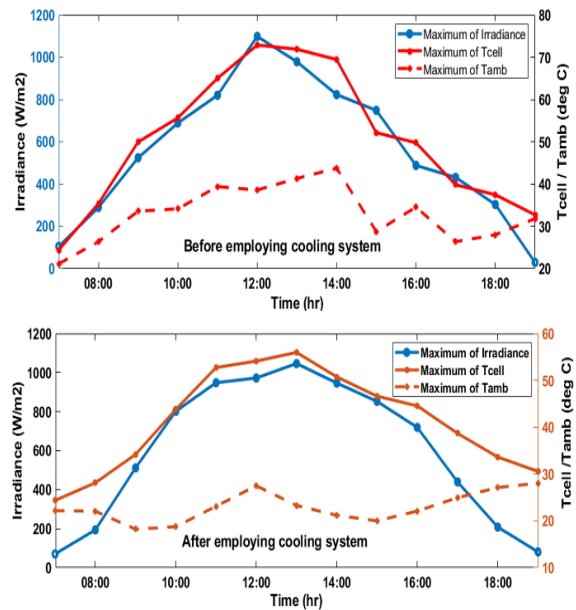 1200
1000
800
600
400
200
0
Irradiance (W/m2)
80
70
60
50
40
30
20
Tcell / Tamb (deg C)
Maximum of Irradiance
Maximum of Tcell
Maximum of Tamb
Before employing cooling system
08:00 10:00 12:00 14:00 16:00 18:00
Time (hr)
1200
1000
800
600
400
200
0
Irradiance (W/m2)
60
50
40
30
20
10
Tcell /Tamb (deg C)
Maximum of Irradiance
Maximum of Tcell
Maximum of Tamb
After employing cooling system
08:00 10:00 12:00 14:00 16:00 18:00
Time (hr)